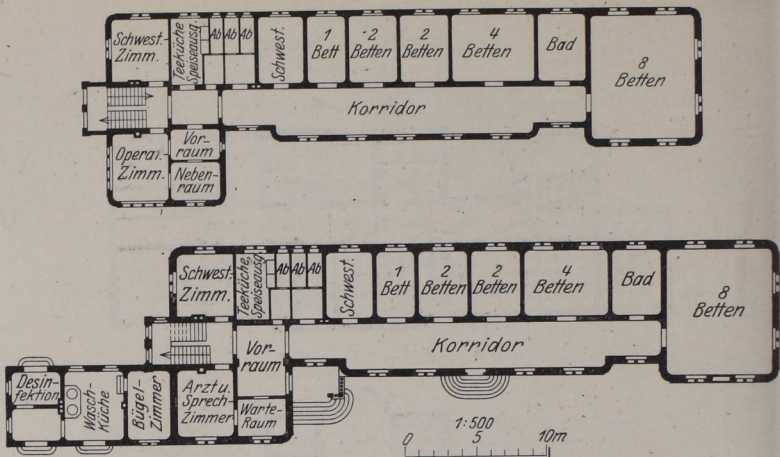 Schwest.
Zimm.
Teeküche
Speiseausg.
Ab Ab Ab
Schwest.
1
Bett
2
Betten
2
Betten
4
Betten
Bad
8
Betten
Korridor
Operat.
Zimm.
Vor-
raum
Neben-
raum
Schwest.
Zimm.
Teeküche,
Speiseausg.
Ab Ab Ab
Schwest.
1
Bett
2
Betten
2
Betten
4
Betten
Bad
8
Betten
Vor-
raum
Korridor
Desin-
fektion
Wasch-
Küche
Bügel-
Zimmer
Arzt u.
Sprech-
Zimmer
Warte-
Raum
1:500
0 5 10m